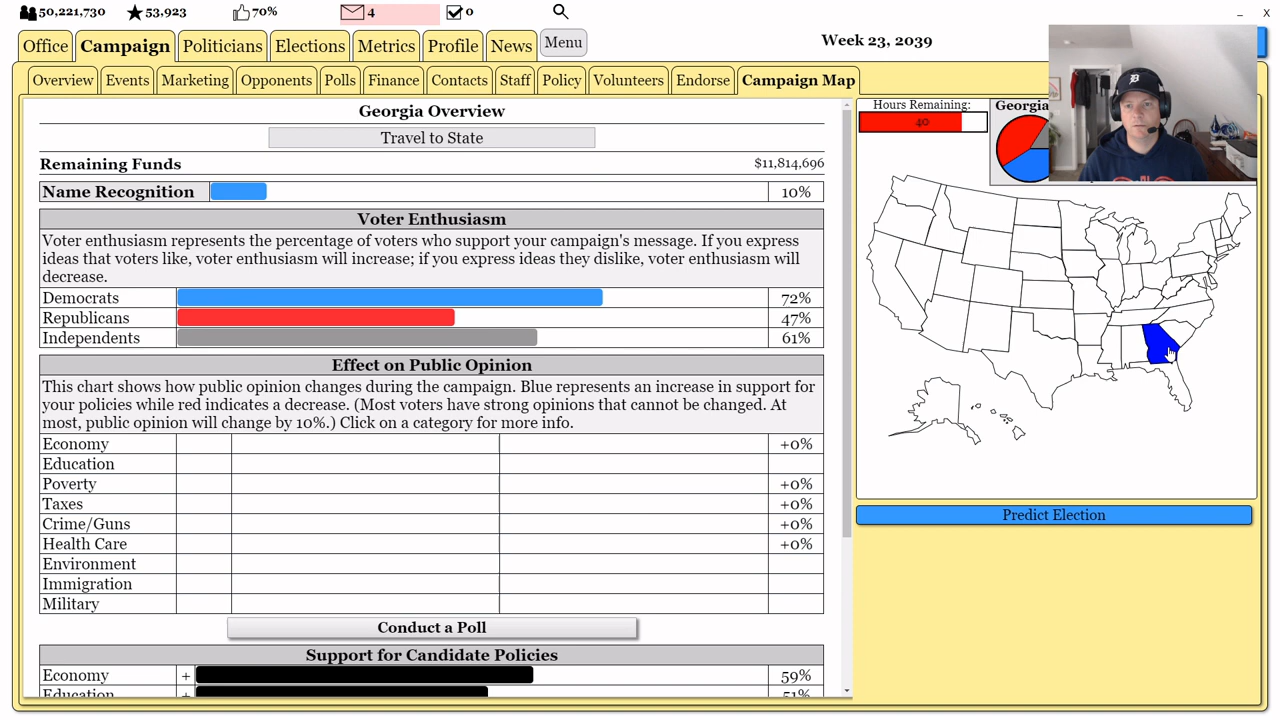 50,221,730 53,923 70% 4 0
Office Campaign Politicians Elections Metrics Profile News Menu
Week 23, 2039
_ X
Overview Events Marketing Opponents Polls Finance Contacts Staff Policy Volunteers Endorse Campaign Map
Georgia Overview
Travel to State
Remaining Funds $11,814,696
Name Recognition 10%
Voter Enthusiasm
Voter enthusiasm represents the percentage of voters who support your campaign's message. If you express
ideas that voters like, voter enthusiasm will increase; if you express ideas they dislike, voter enthusiasm will
decrease.
Democrats 72%
Republicans 47%
Independents 61%
Effect on Public Opinion
This chart shows how public opinion changes during the campaign. Blue represents an increase in support for
your policies while red indicates a decrease. (Most voters have strong opinions that cannot be changed. At
most, public opinion will change by 10%.) Click on a category for more info.
Economy +0%
Education
Poverty +0%
Taxes +0%
Crime/Guns +0%
Health Care +0%
Environment
Immigration
Military
Conduct a Poll
Support for Candidate Policies
Economy + 59%
Education + 51%
Hours Remaining:
40
Georgia
Predict Election